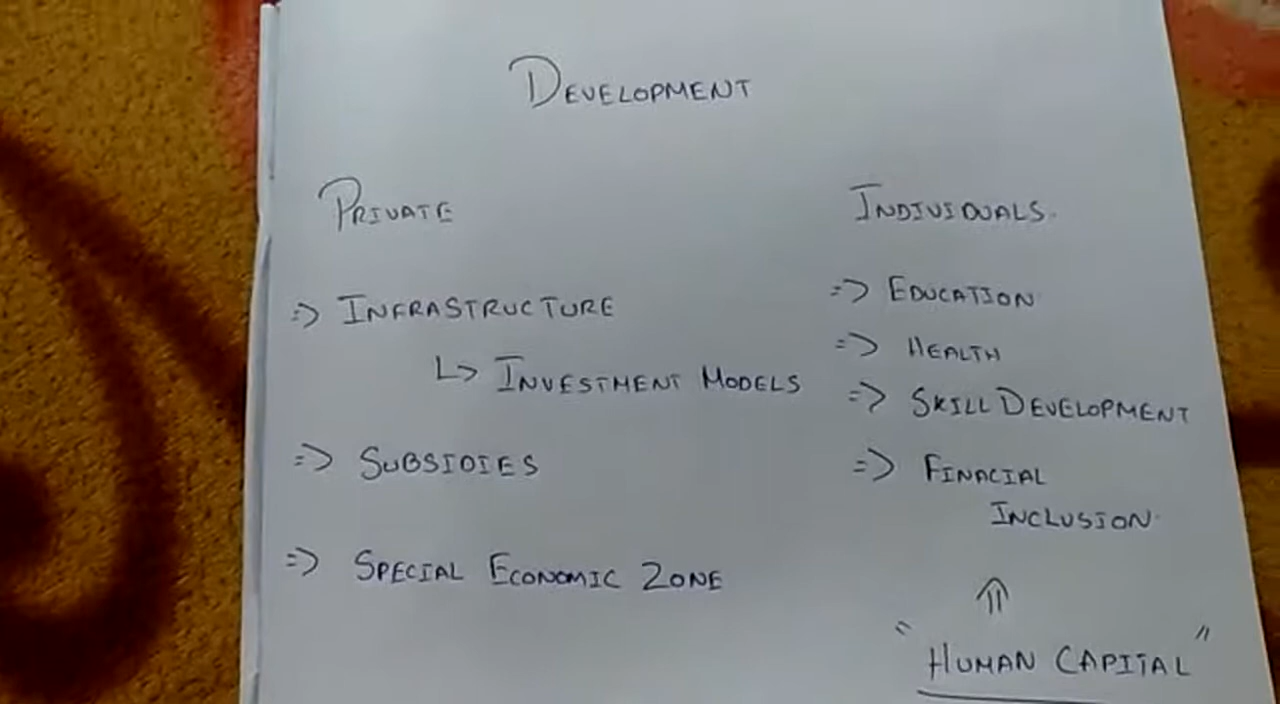 DEVELOPMENT
PRIVATE
=> INFRASTRUCTURE
↳ INVESTMENT MODELS
=> SUBSIDIES
=> SPECIAL ECONOMIC ZONE
INDIVIDUALS.
=> EDUCATION
=> HEALTH
=> SKILL DEVELOPMENT
=> FINACIAL
INCLUSION
⇑
"HUMAN CAPITAL"